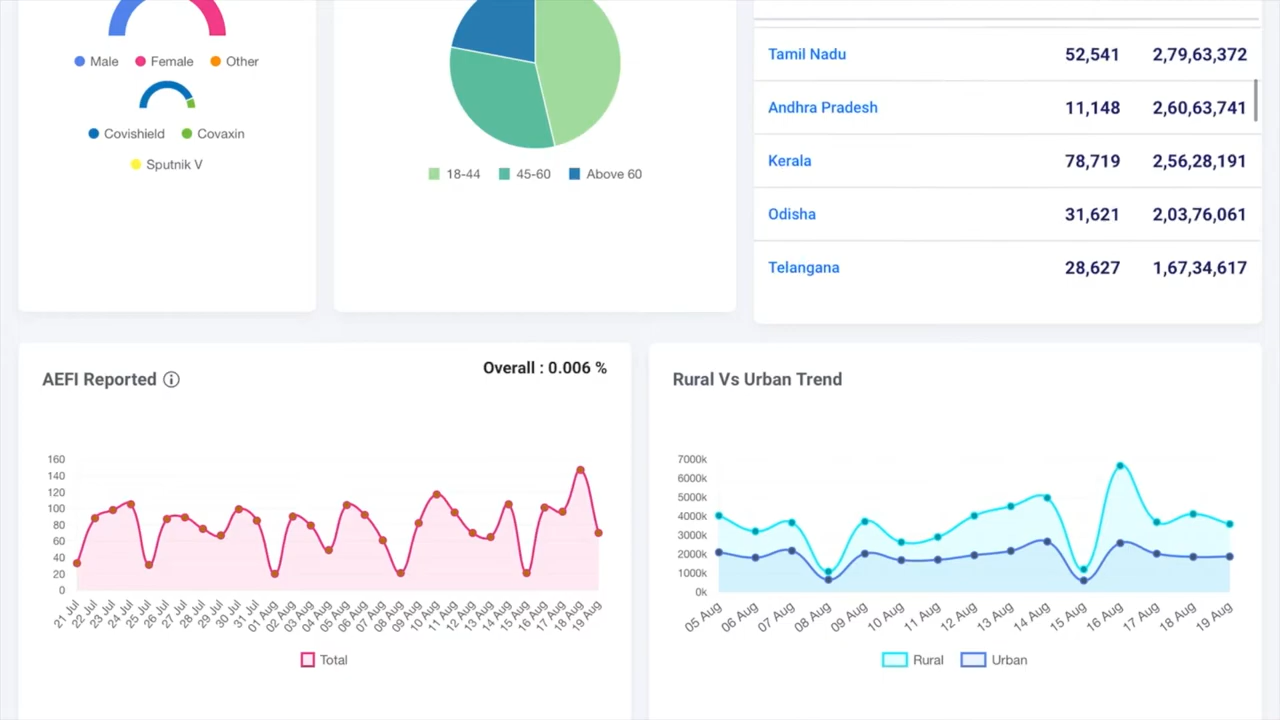 Male Female Other
Covishield Covaxin
Sputnik V
18-44 45-60 Above 60
Tamil Nadu 52,541 2,79,63,372
Andhra Pradesh 11,148 2,60,63,741
Kerala 78,719 2,56,28,191
Odisha 31,621 2,03,76,061
Telangana 28,627 1,67,34,617
AEFI Reported
Overall : 0.006 %
160
140
120
100
80
60
40
20
0
21 Jul 22 Jul 23 Jul 24 Jul 25 Jul 26 Jul 27 Jul 28 Jul 29 Jul 30 Jul 31 Jul 01 Aug 02 Aug 03 Aug 04 Aug 05 Aug 06 Aug 07 Aug 08 Aug 09 Aug 10 Aug 11 Aug 12 Aug 13 Aug 14 Aug 15 Aug 16 Aug 17 Aug 18 Aug 19 Aug
Total
Rural Vs Urban Trend
7000k
6000k
5000k
4000k
3000k
2000k
1000k
0k
05 Aug 06 Aug 07 Aug 08 Aug 09 Aug 10 Aug 11 Aug 12 Aug 13 Aug 14 Aug 15 Aug 16 Aug 17 Aug 18 Aug 19 Aug
Rural Urban